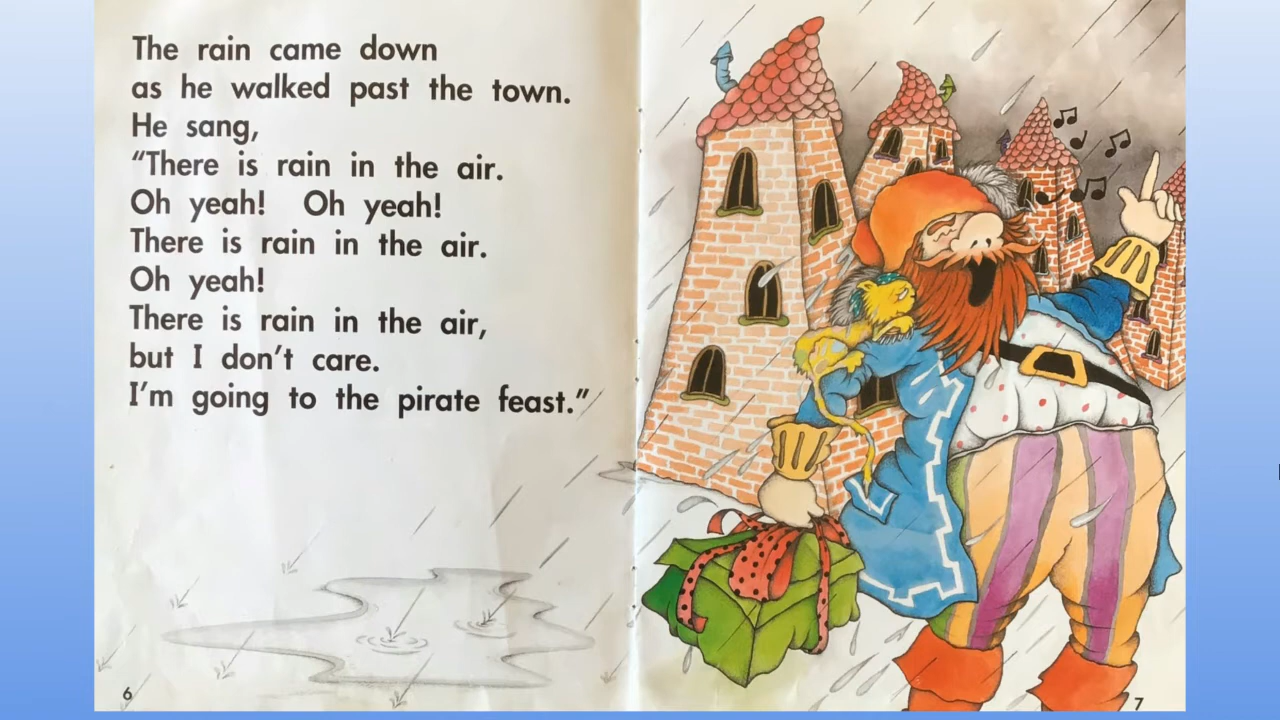 The rain came down
as he walked past the town.
He sang,
“There is rain in the air.
Oh yeah! Oh yeah!
There is rain in the air.
Oh yeah!
There is rain in the air,
but I don’t care.
I’m going to the pirate feast.”
6
7